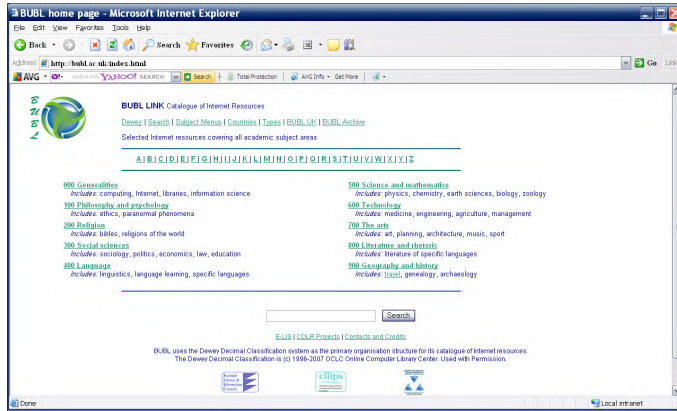 BUBL home page - Microsoft Internet Explorer
File Edit View Favorites Tools Help
Back Search Favorites
Address http://bubl.ac.uk/index.html Go Link
AVG YAHOO! SEARCH Search Total Protection AVG Info Get More
B
U
B
L
BUBL LINK Catalogue of Internet Resources
Dewey | Search | Subject Menus | Countries | Types | BUBL UK | BUBL Archive
Selected Internet resources covering all academic subject areas
A | B | C | D | E | F | G | H | I | J | K | L | M | N | O | P | Q | R | S | T | U | V | W | X | Y | Z
000 Generalities
Includes: computing, Internet, libraries, information science
100 Philosophy and psychology
Includes: ethics, paranormal phenomena
200 Religion
Includes: bibles, religions of the world
300 Social sciences
Includes: sociology, politics, economics, law, education
400 Language
Includes: linguistics, language learning, specific languages
500 Science and mathematics
Includes: physics, chemistry, earth sciences, biology, zoology
600 Technology
Includes: medicine, engineering, agriculture, management
700 The arts
Includes: art, planning, architecture, music, sport
800 Literature and rhetoric
Includes: literature of specific languages
900 Geography and history
Includes: travel, genealogy, archaeology
Search
E-LIS | CDLR Projects | Contacts and Credits
BUBL uses the Dewey Decimal Classification system as the primary organisation structure for its catalogue of Internet resources.
The Dewey Decimal Classification is (c) 1996-2007 OCLC Online Computer Library Center. Used with Permission.
Scottish
Library &
Information
Council
cilips
Done Local intranet